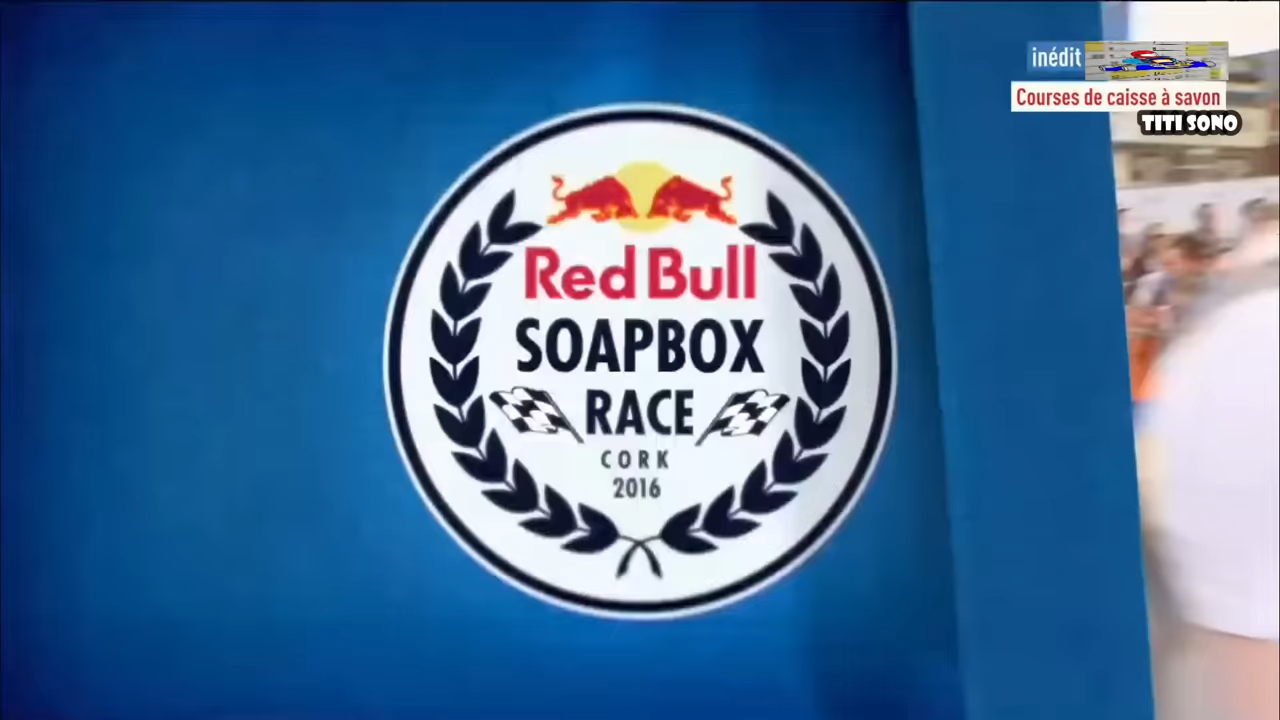 inédit
Courses de caisse à savon
TITI SONO
Red Bull
SOAPBOX
RACE
CORK
2016